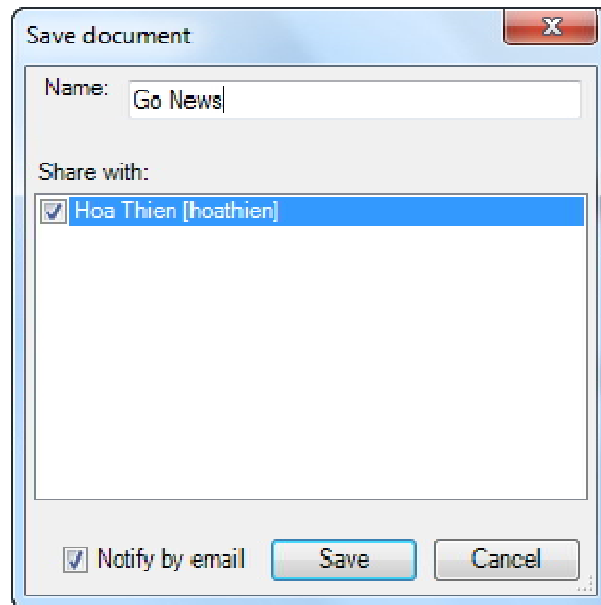 Save document
Name: Go News
Share with:
Hoa Thien [hoathien]
Notify by email Save Cancel